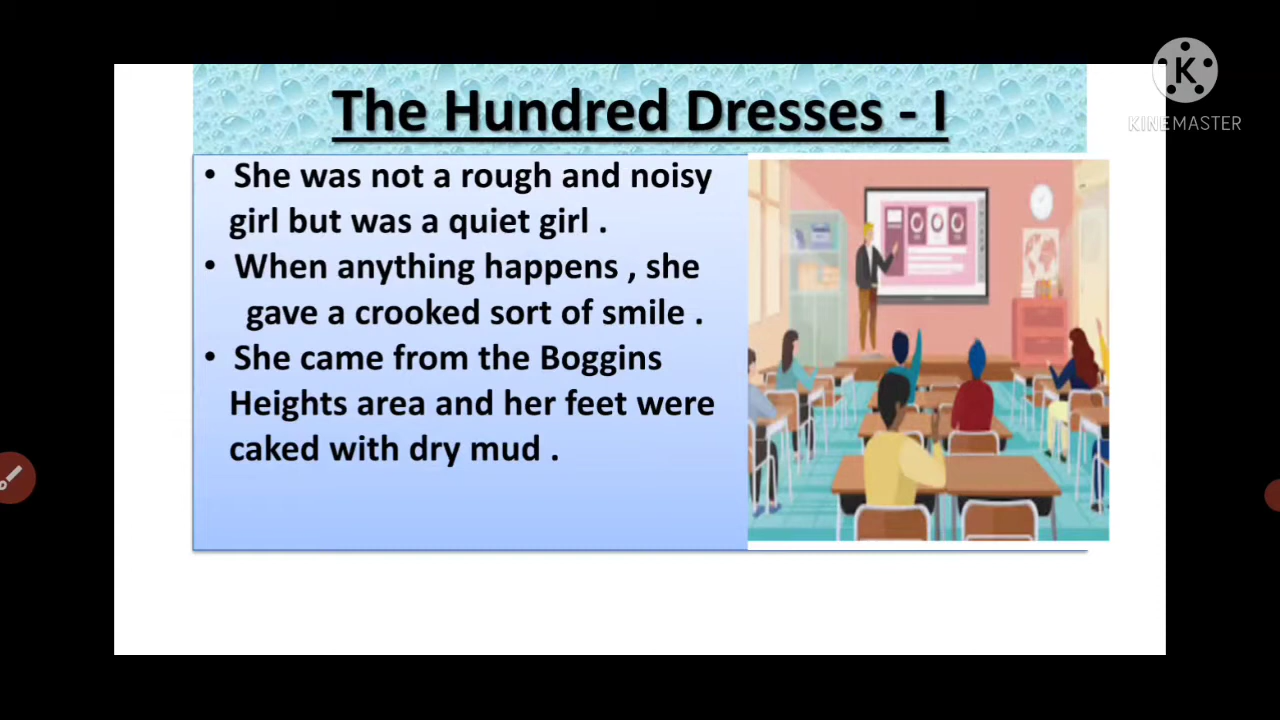 The Hundred Dresses - I
• She was not a rough and noisy
girl but was a quiet girl .
• When anything happens , she
gave a crooked sort of smile .
• She came from the Boggins
Heights area and her feet were
caked with dry mud .
K
KINEMASTER